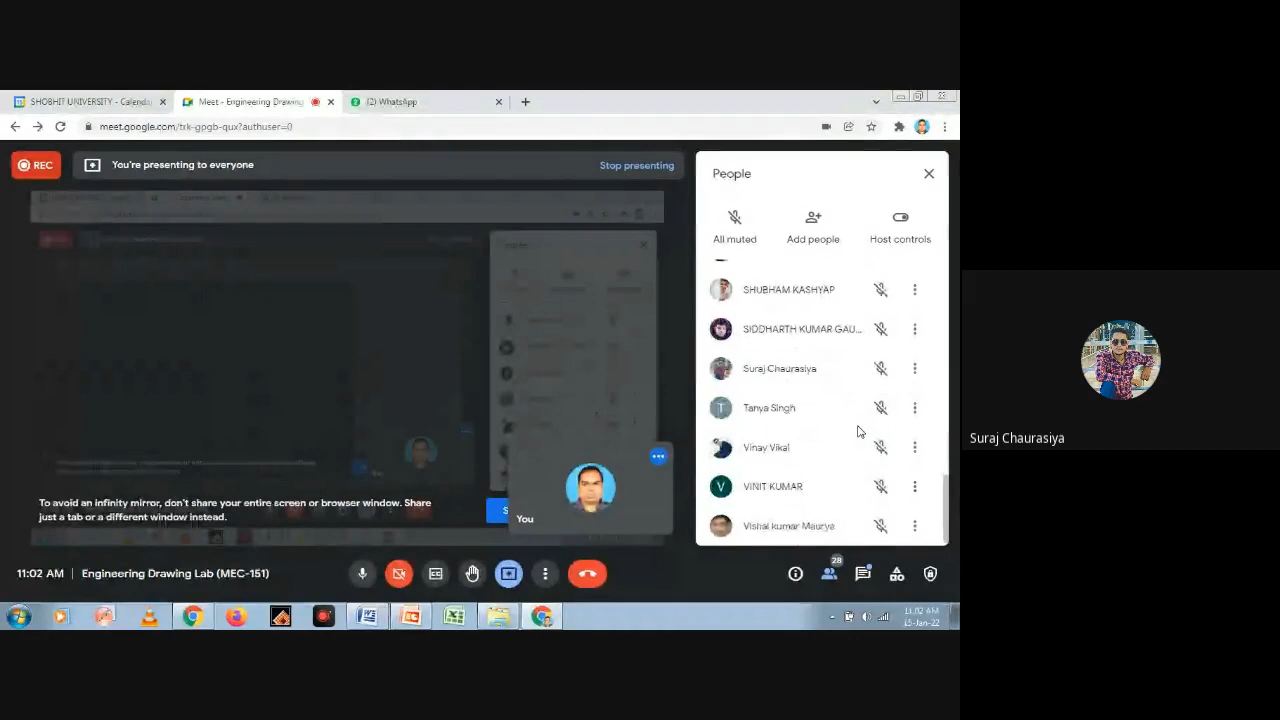 SHOBHIT UNIVERSITY - Calenda
Meet - Engineering Drawing
(2) WhatsApp
meet.google.com/trk-gpgb-qux?authuser=0
REC
You're presenting to everyone
Stop presenting
People
All muted
Add people
Host controls
SHUBHAM KASHYAP
SIDDHARTH KUMAR GAU...
Suraj Chaurasiya
Tanya Singh
Vinay Vikal
VINIT KUMAR
Vishal kumar Maurya
To avoid an infinity mirror, don't share your entire screen or browser window. Share
just a tab or a different window instead.
S
You
11:02 AM
Engineering Drawing Lab (MEC-151)
28
11:02 AM
15-Jan-22
Suraj Chaurasiya